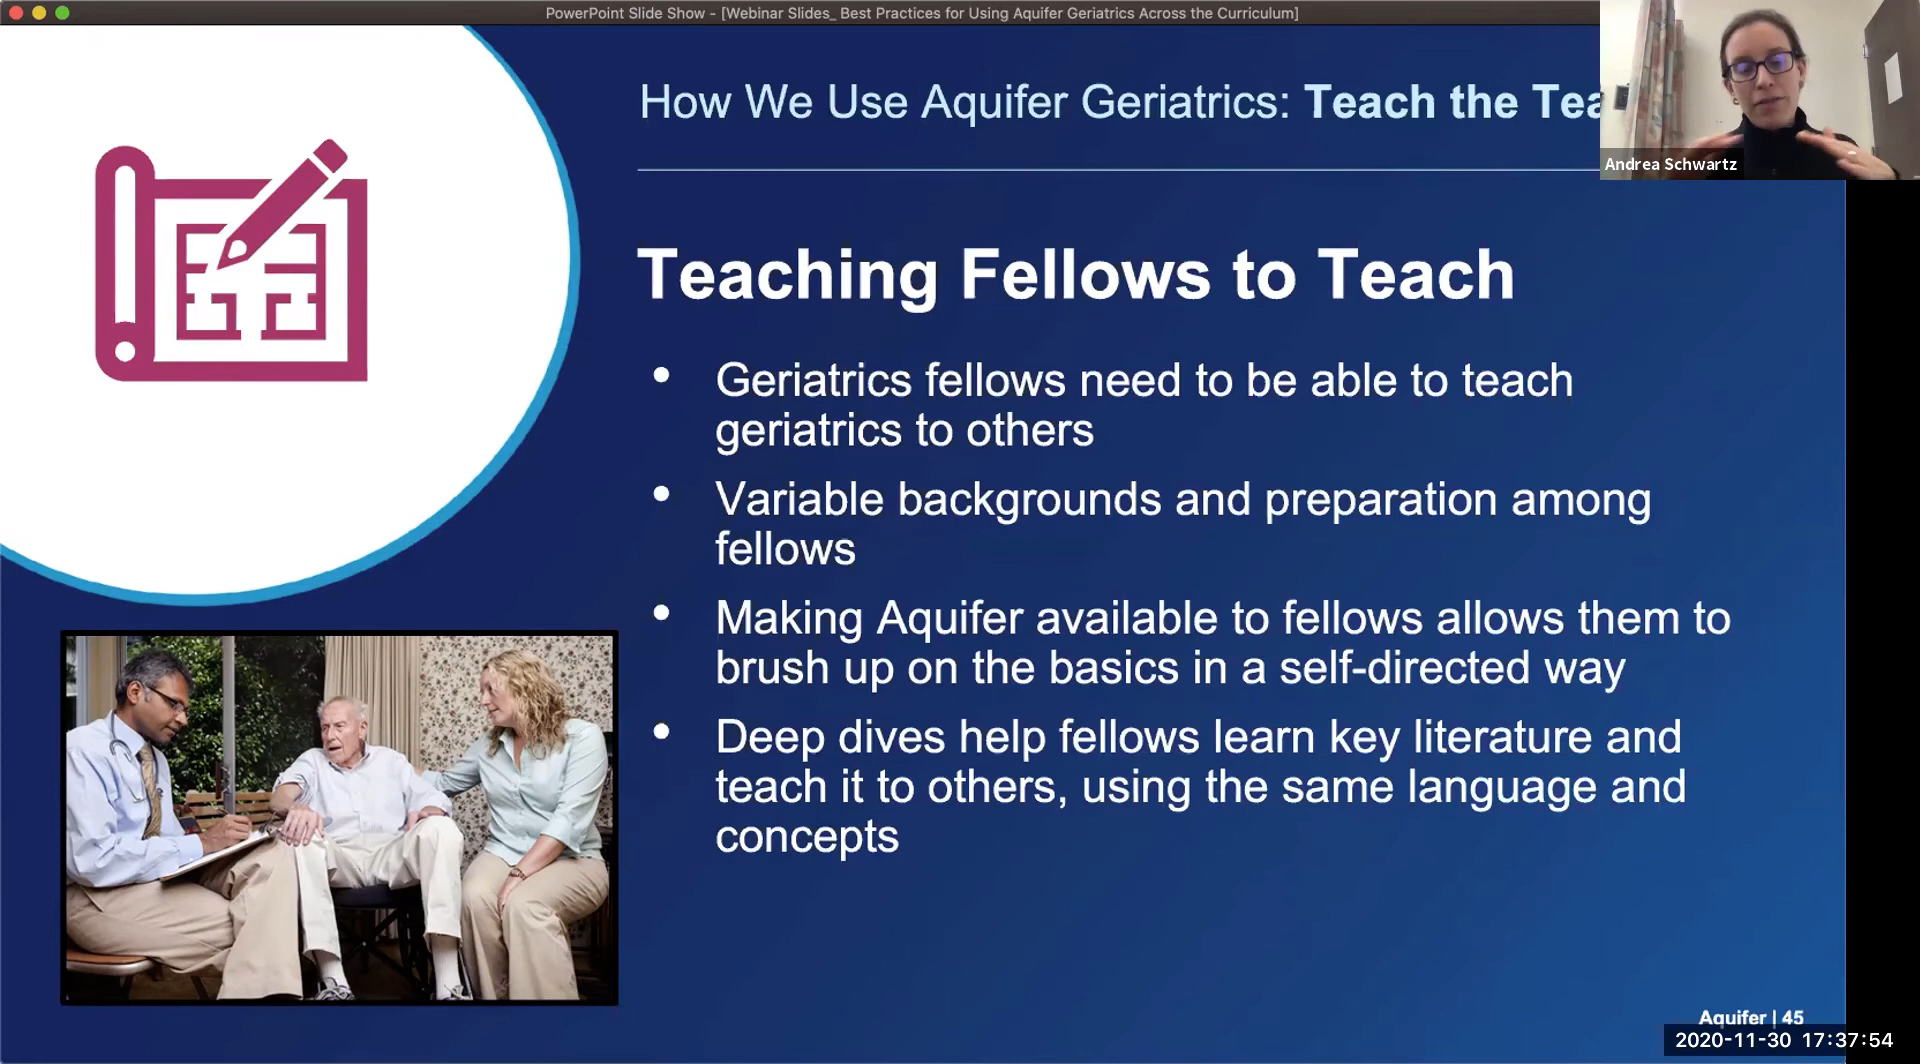 PowerPoint Slide Show - [Webinar Slides_ Best Practices for Using Aquifer Geriatrics Across the Curriculum]
How We Use Aquifer Geriatrics: Teach the
Andrea Schwartz
Teaching Fellows to Teach
• Geriatrics fellows need to be able to teach
geriatrics to others
• Variable backgrounds and preparation among
fellows
• Making Aquifer available to fellows allows them to
brush up on the basics in a self-directed way
• Deep dives help fellows learn key literature and
teach it to others, using the same language and
concepts
Aquifer | 45
2020-11-30 17:37:54